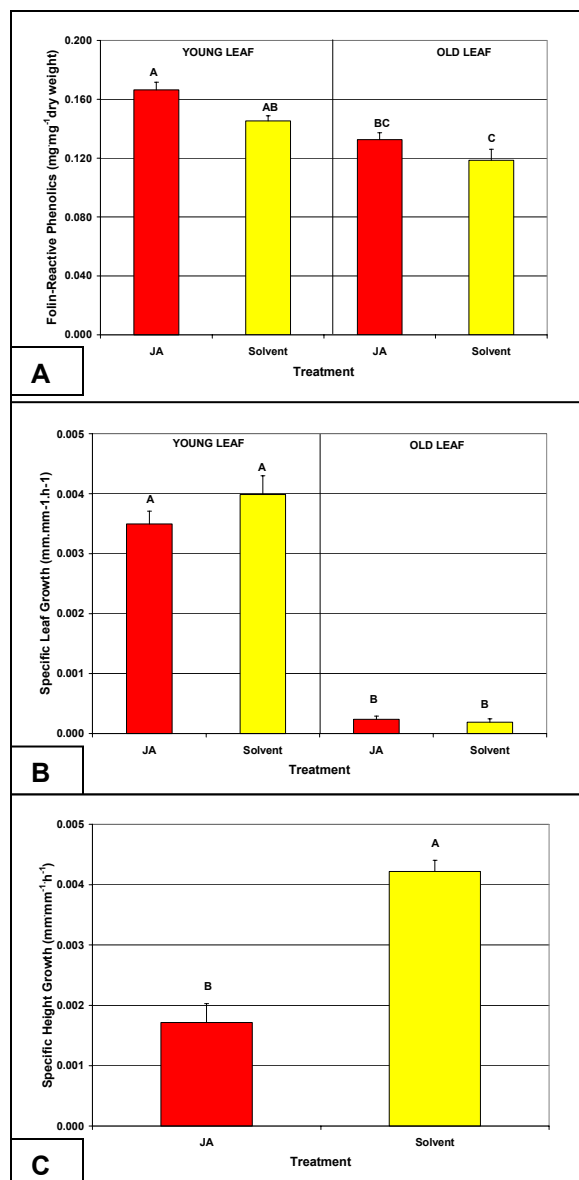 YOUNG LEAF OLD LEAF
0.200
0.160
0.120
0.080
0.040
0.000
Folin-Reactive Phenolics (mg·mg-1dry weight)
A AB BC C
JA Solvent JA Solvent
Treatment
A
YOUNG LEAF OLD LEAF
0.005
0.004
0.003
0.002
0.001
0.000
Specific Leaf Growth (mm.mm-1.h-1)
A A B B
JA Solvent JA Solvent
Treatment
B
0.005
0.004
0.003
0.002
0.001
0.000
Specific Height Growth (mm·mm-1·h-1)
B A
JA Solvent
Treatment
C